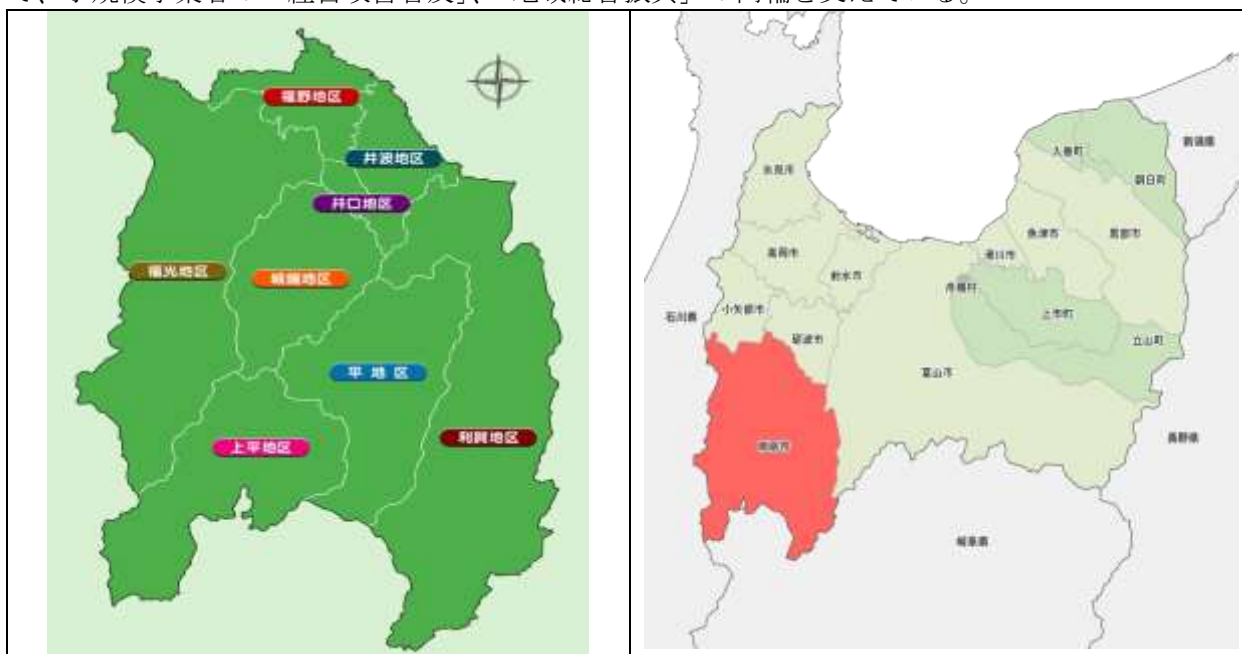 福野地区
井波地区
井口地区
福光地区
城端地区
平地区
利賀地区
上平地区
氷見市
高岡市
射水市
小矢部市
砺波市
石川県
南砺市
富山市
舟橋村
滑川市
魚津市
黒部市
入善町
朝日町
新潟県
上市町
立山町
長野県
岐阜県